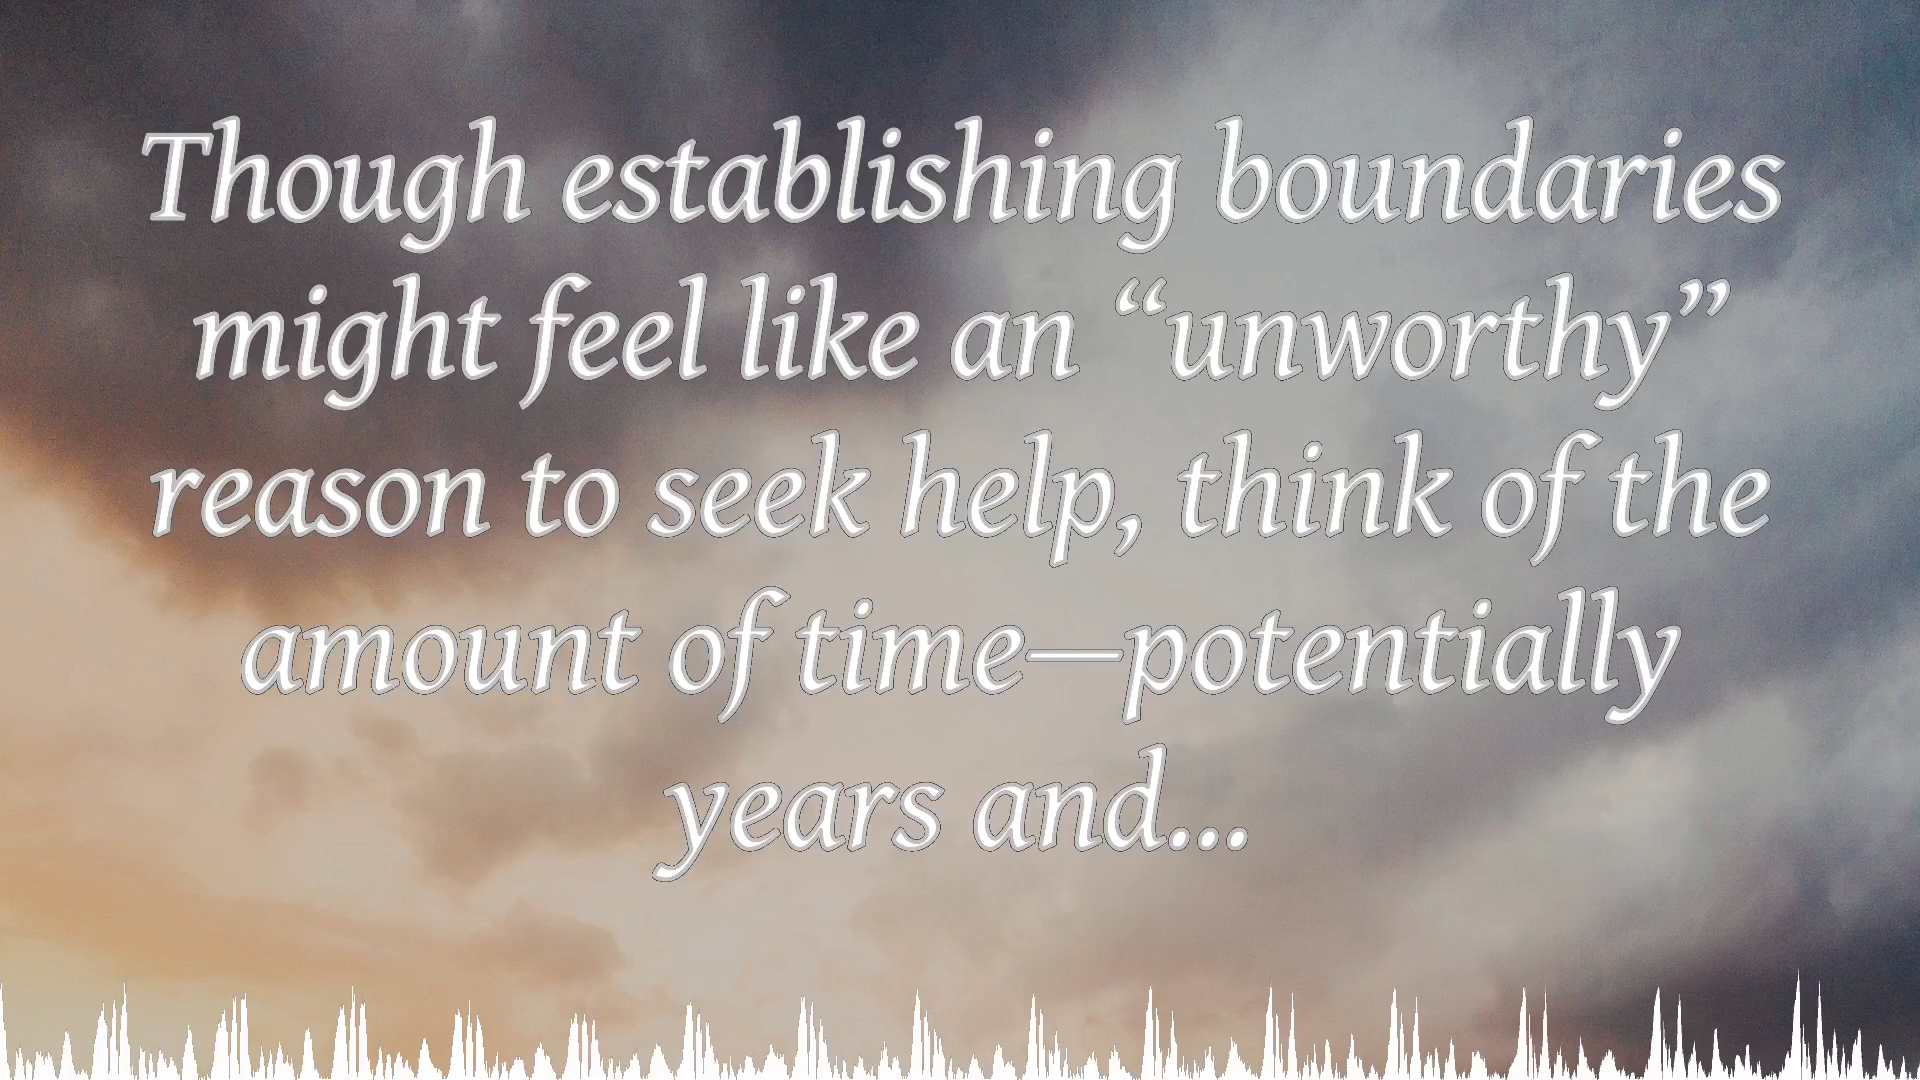 Though establishing boundaries
might feel like an “unworthy”
reason to seek help, think of the
amount of time—potentially
years and...